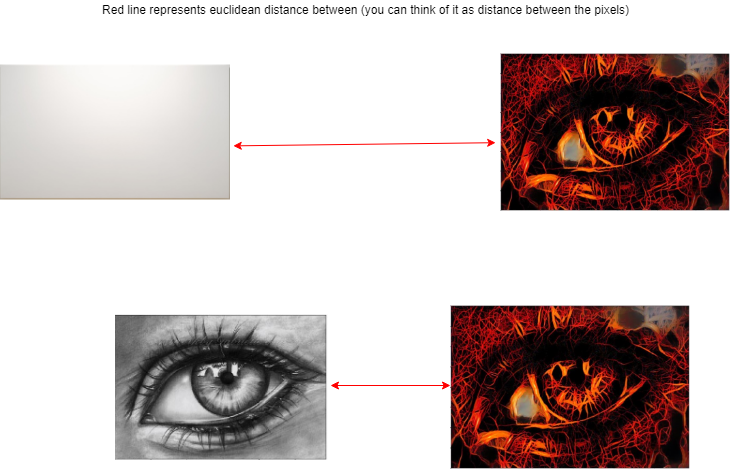 Red line represents euclidean distance between (you can think of it as distance between the pixels)